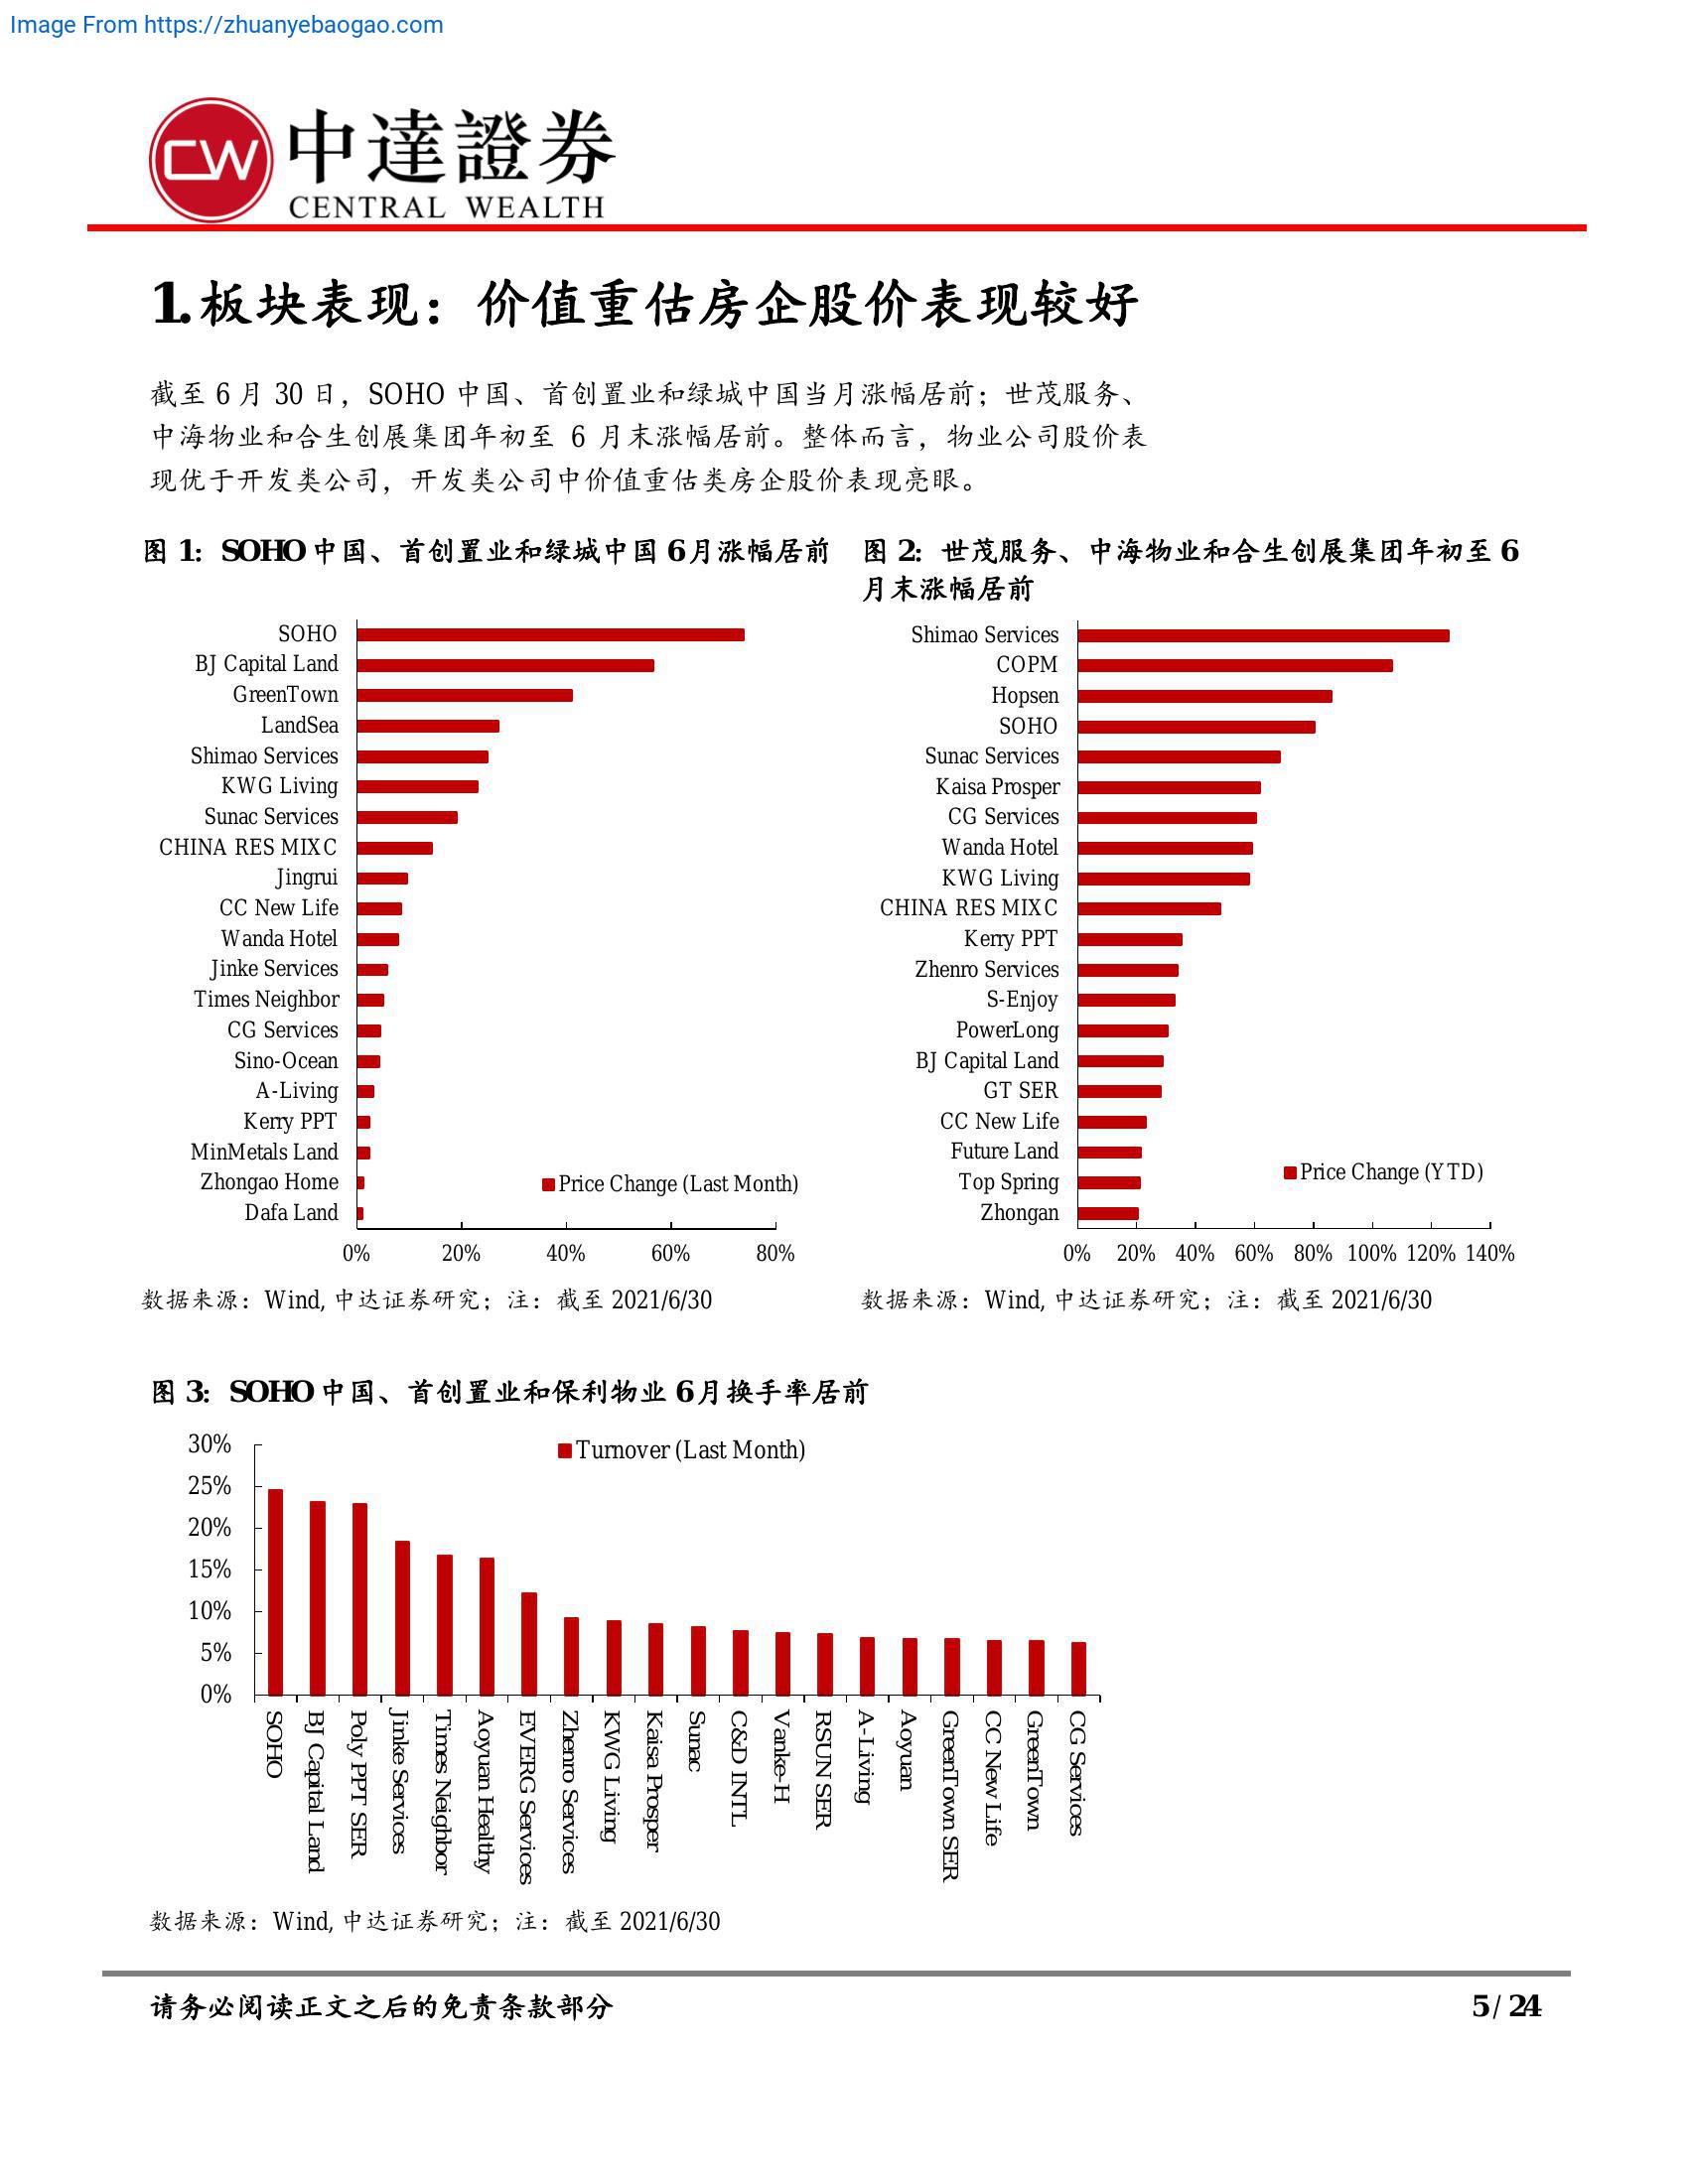 Image From https://zhuanyebaogao.com
CW
中達證券
CENTRAL WEALTH
1.板块表现：价值重估房企股价表现较好
截至 6 月 30 日，SOHO 中国、首创置业和绿城中国当月涨幅居前；世茂服务、
中海物业和合生创展集团年初至 6 月末涨幅居前。整体而言，物业公司股价表
现优于开发类公司，开发类公司中价值重估类房企股价表现亮眼。
图 1：SOHO 中国、首创置业和绿城中国 6月涨幅居前
SOHO
BJ Capital Land
GreenTown
LandSea
Shimao Services
KWG Living
Sunac Services
CHINA RES MIXC
Jingrui
CC New Life
Wanda Hotel
Jinke Services
Times Neighbor
CG Services
Sino-Ocean
A-Living
Kerry PPT
MinMetals Land
Zhongao Home
Dafa Land
Price Change (Last Month)
0% 20% 40% 60% 80%
数据来源：Wind, 中达证券研究；注：截至 2021/6/30
图 2：世茂服务、中海物业和合生创展集团年初至 6
月末涨幅居前
Shimao Services
COPM
Hopsen
SOHO
Sunac Services
Kaisa Prosper
CG Services
Wanda Hotel
KWG Living
CHINA RES MIXC
Kerry PPT
Zhenro Services
S-Enjoy
PowerLong
BJ Capital Land
GT SER
CC New Life
Future Land
Top Spring
Zhongan
Price Change (YTD)
0% 20% 40% 60% 80% 100% 120% 140%
数据来源：Wind, 中达证券研究；注：截至 2021/6/30
图 3：SOHO 中国、首创置业和保利物业 6月换手率居前
Turnover (Last Month)
30%
25%
20%
15%
10%
5%
0%
SOHO
BJ Capital Land
Poly PPT SER
Jinke Services
Times Neighbor
Aoyuan Healthy
EVERG Services
Zhenro Services
KWG Living
Kaisa Prosper
Sunac
C&D INTL
Vanke-H
RSUN SER
A-Living
Aoyuan
GreenTown SER
CC New Life
GreenTown
CG Services
数据来源：Wind, 中达证券研究；注：截至 2021/6/30
请务必阅读正文之后的免责条款部分
5 / 24